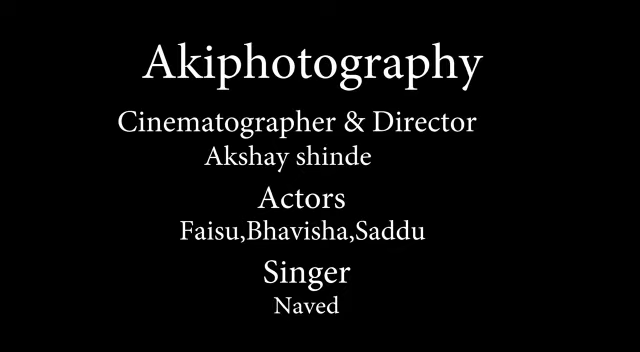 Akiphotography
Cinematographer & Director
Akshay shinde
Actors
Faisu,Bhavisha,Saddu
Singer
Naved